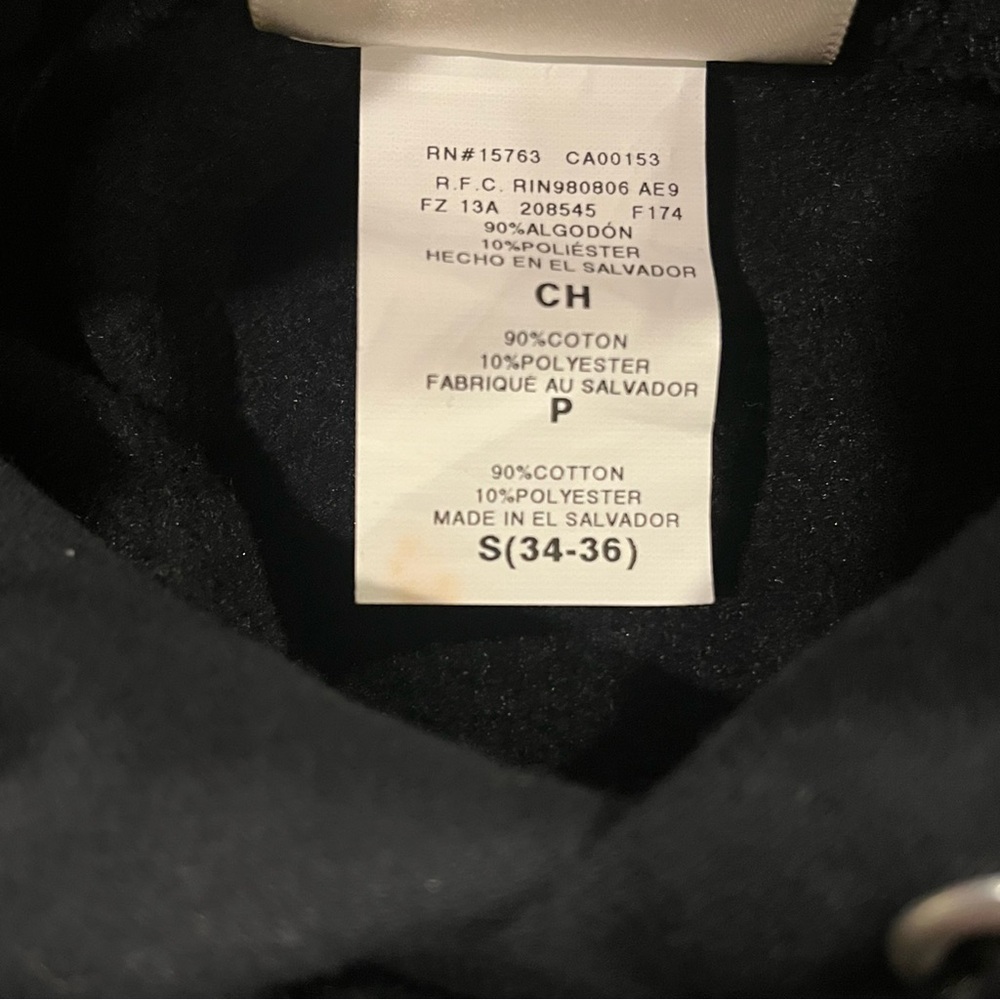 RN#15763 CA00153
R.F.C. RIN980806 AE9
FZ 13A 208545 F174
90%ALGODÓN
10%POLIÉSTER
HECHO EN EL SALVADOR
CH
90%COTON
10%POLYESTER
FABRIQUÉ AU SALVADOR
P
90%COTTON
10%POLYESTER
MADE IN EL SALVADOR
S(34-36)